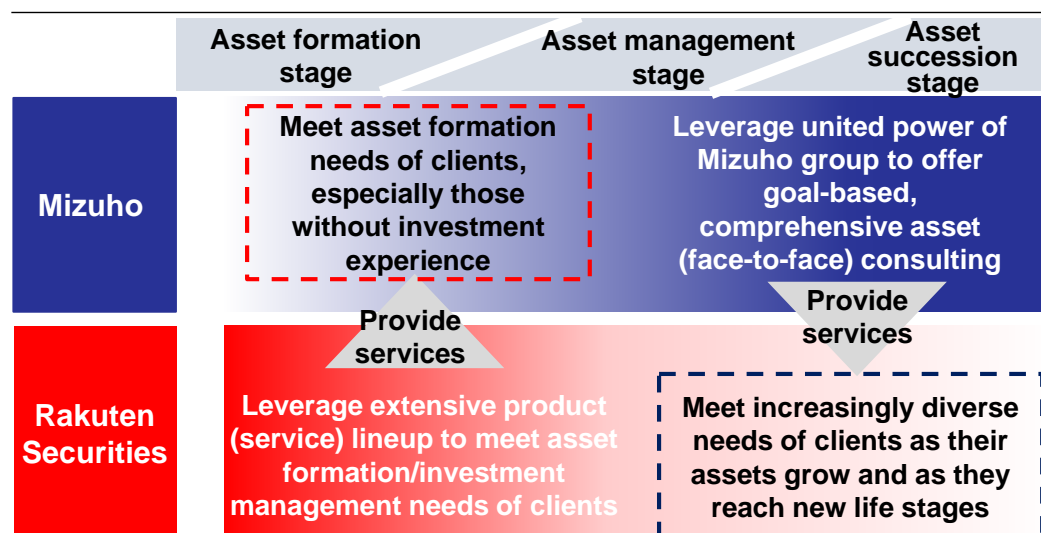 Asset formation
stage
Asset management
stage
Asset
succession
stage
Mizuho
Meet asset formation
needs of clients,
especially those
without investment
experience
Leverage united power of
Mizuho group to offer
goal-based,
comprehensive asset
(face-to-face) consulting
Provide
services
Provide
services
Rakuten
Securities
Leverage extensive product
(service) lineup to meet asset
formation/investment
management needs of clients
Meet increasingly diverse
needs of clients as their
assets grow and as they
reach new life stages